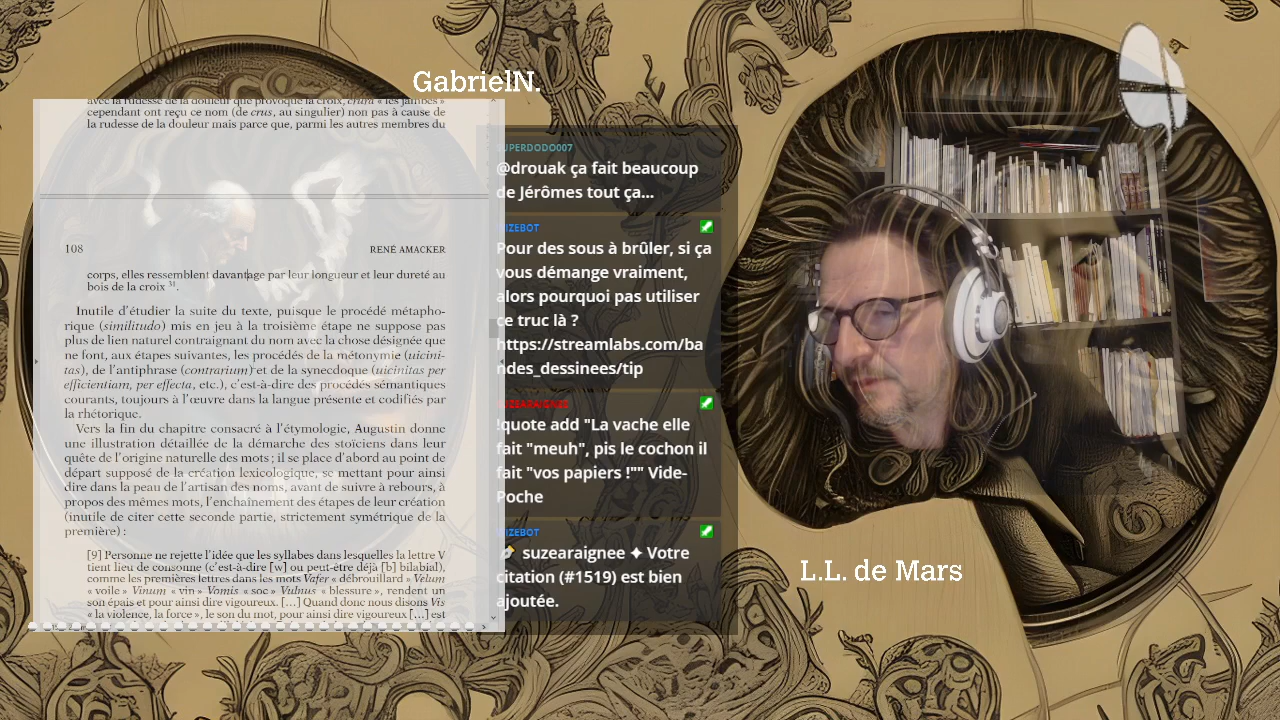 GabrielN.
avec la rudesse de la douleur que provoque la croix, crura « les jambes »
cependant ont reçu ce nom (de crus, au singulier) non pas à cause de
la rudesse de la douleur mais parce que, parmi les autres membres du
108
RENÉ AMACKER
corps, elles ressemblent davantage par leur longueur et leur dureté au
bois de la croix 31.
Inutile d'étudier la suite du texte, puisque le procédé métapho-
rique (similitudo) mis en jeu à la troisième étape ne suppose pas
plus de lien naturel contraignant du nom avec la chose désignée que
ne font, aux étapes suivantes, les procédés de la métonymie (uicini-
tas), de l'antiphrase (contrarium) et de la synecdoque (uicinitas per
efficientiam, per effecta, etc.), c'est-à-dire des procédés sémantiques
courants, toujours à l'œuvre dans la langue présente et codifiés par
la rhétorique.
Vers la fin du chapitre consacré à l'étymologie, Augustin donne
une illustration détaillée de la démarche des stoïciens dans leur
quête de l'origine naturelle des mots ; il se place d'abord au point de
départ supposé de la création lexicologique, se mettant pour ainsi
dire dans la peau de l'artisan des noms, avant de suivre à rebours, à
propos des mêmes mots, l'enchaînement des étapes de leur création
(inutile de citer cette seconde partie, strictement symétrique de la
première) :
[9] Personne ne rejette l'idée que les syllabes dans lesquelles la lettre V
tient lieu de consonne (c'est-à-dire [w] ou peut-être déjà [b] bilabial),
comme les premières lettres dans les mots Vafer « débrouillard » Velum
« voile » Vinum « vin » Vomis « soc » Vulnus « blessure », rendent un
son épais et pour ainsi dire vigoureux. […] Quand donc nous disons Vis
« la violence, la force », le son du mot, pour ainsi dire vigoureux […] est
SUPERDODO007
@drouak ça fait beaucoup
de Jérômes tout ça...
WIZEBOT
Pour des sous à brûler, si ça
vous démange vraiment,
alors pourquoi pas utiliser
ce truc là ?
https://streamlabs.com/ba
ndes_dessinees/tip
SUZEARAIGNEE
!quote add "La vache elle
fait "meuh", pis le cochon il
fait "vos papiers !"" Vide-
Poche
WIZEBOT
suzearaignee ✦ Votre
citation (#1519) est bien
ajoutée.
L.L. de Mars